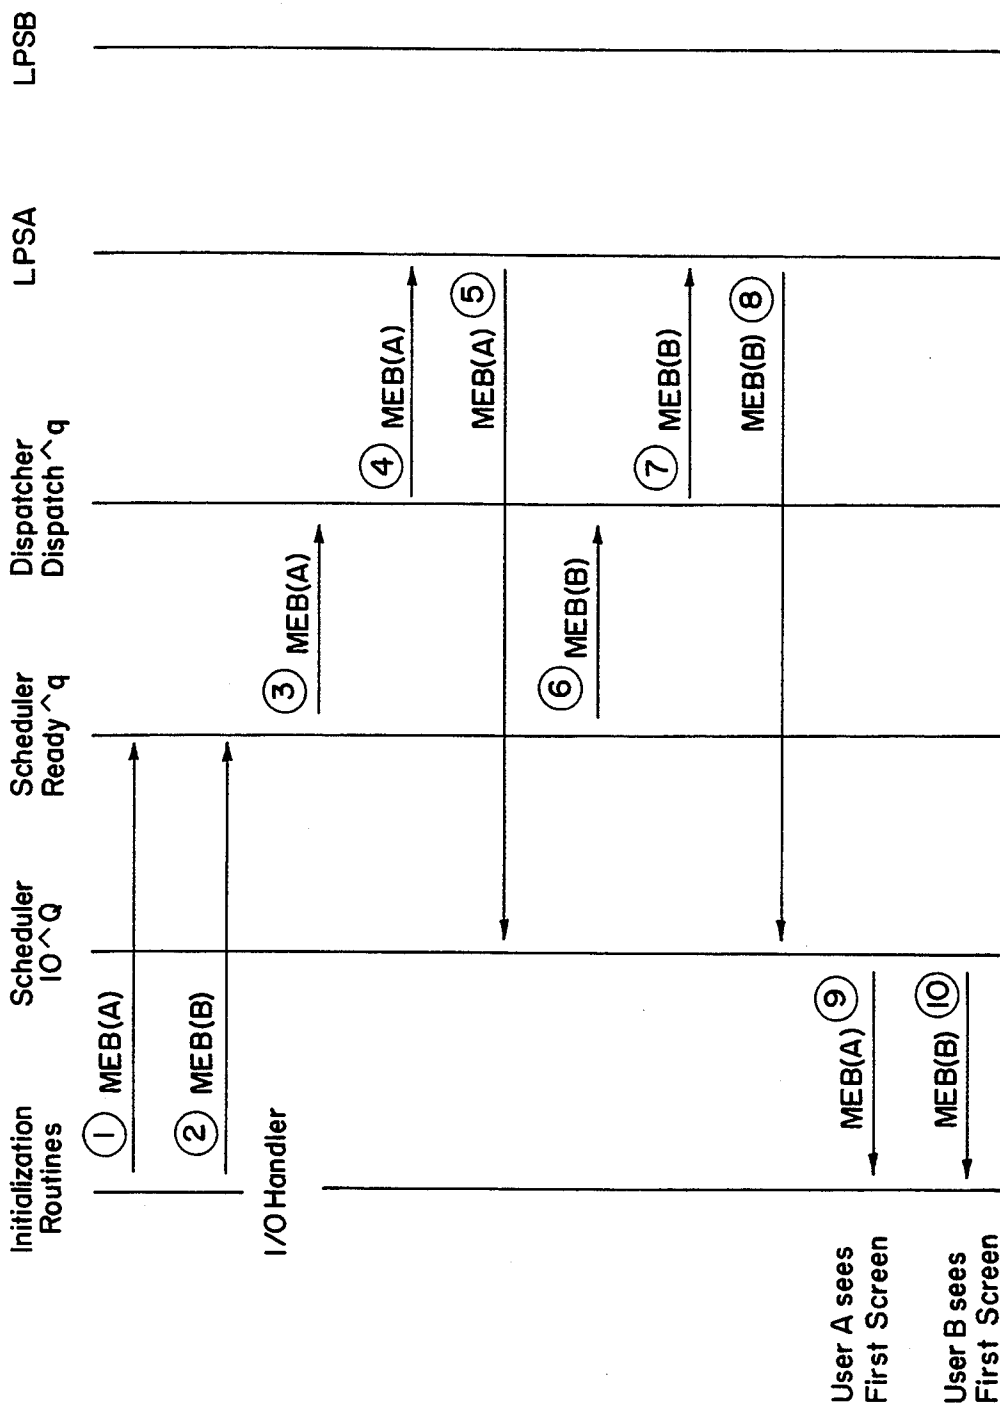 Initialization
Routines
Scheduler
IO^Q
Scheduler
Ready^q
Dispatcher
Dispatch^q
LPSA
LPSB
1 MEB(A)
2 MEB(B)
I/O Handler
3 MEB(A)
4 MEB(A)
MEB(A) 5
6 MEB(B)
7 MEB(B)
MEB(B) 8
User A sees
First Screen
MEB(A) 9
User B sees
First Screen
MEB(B) 10